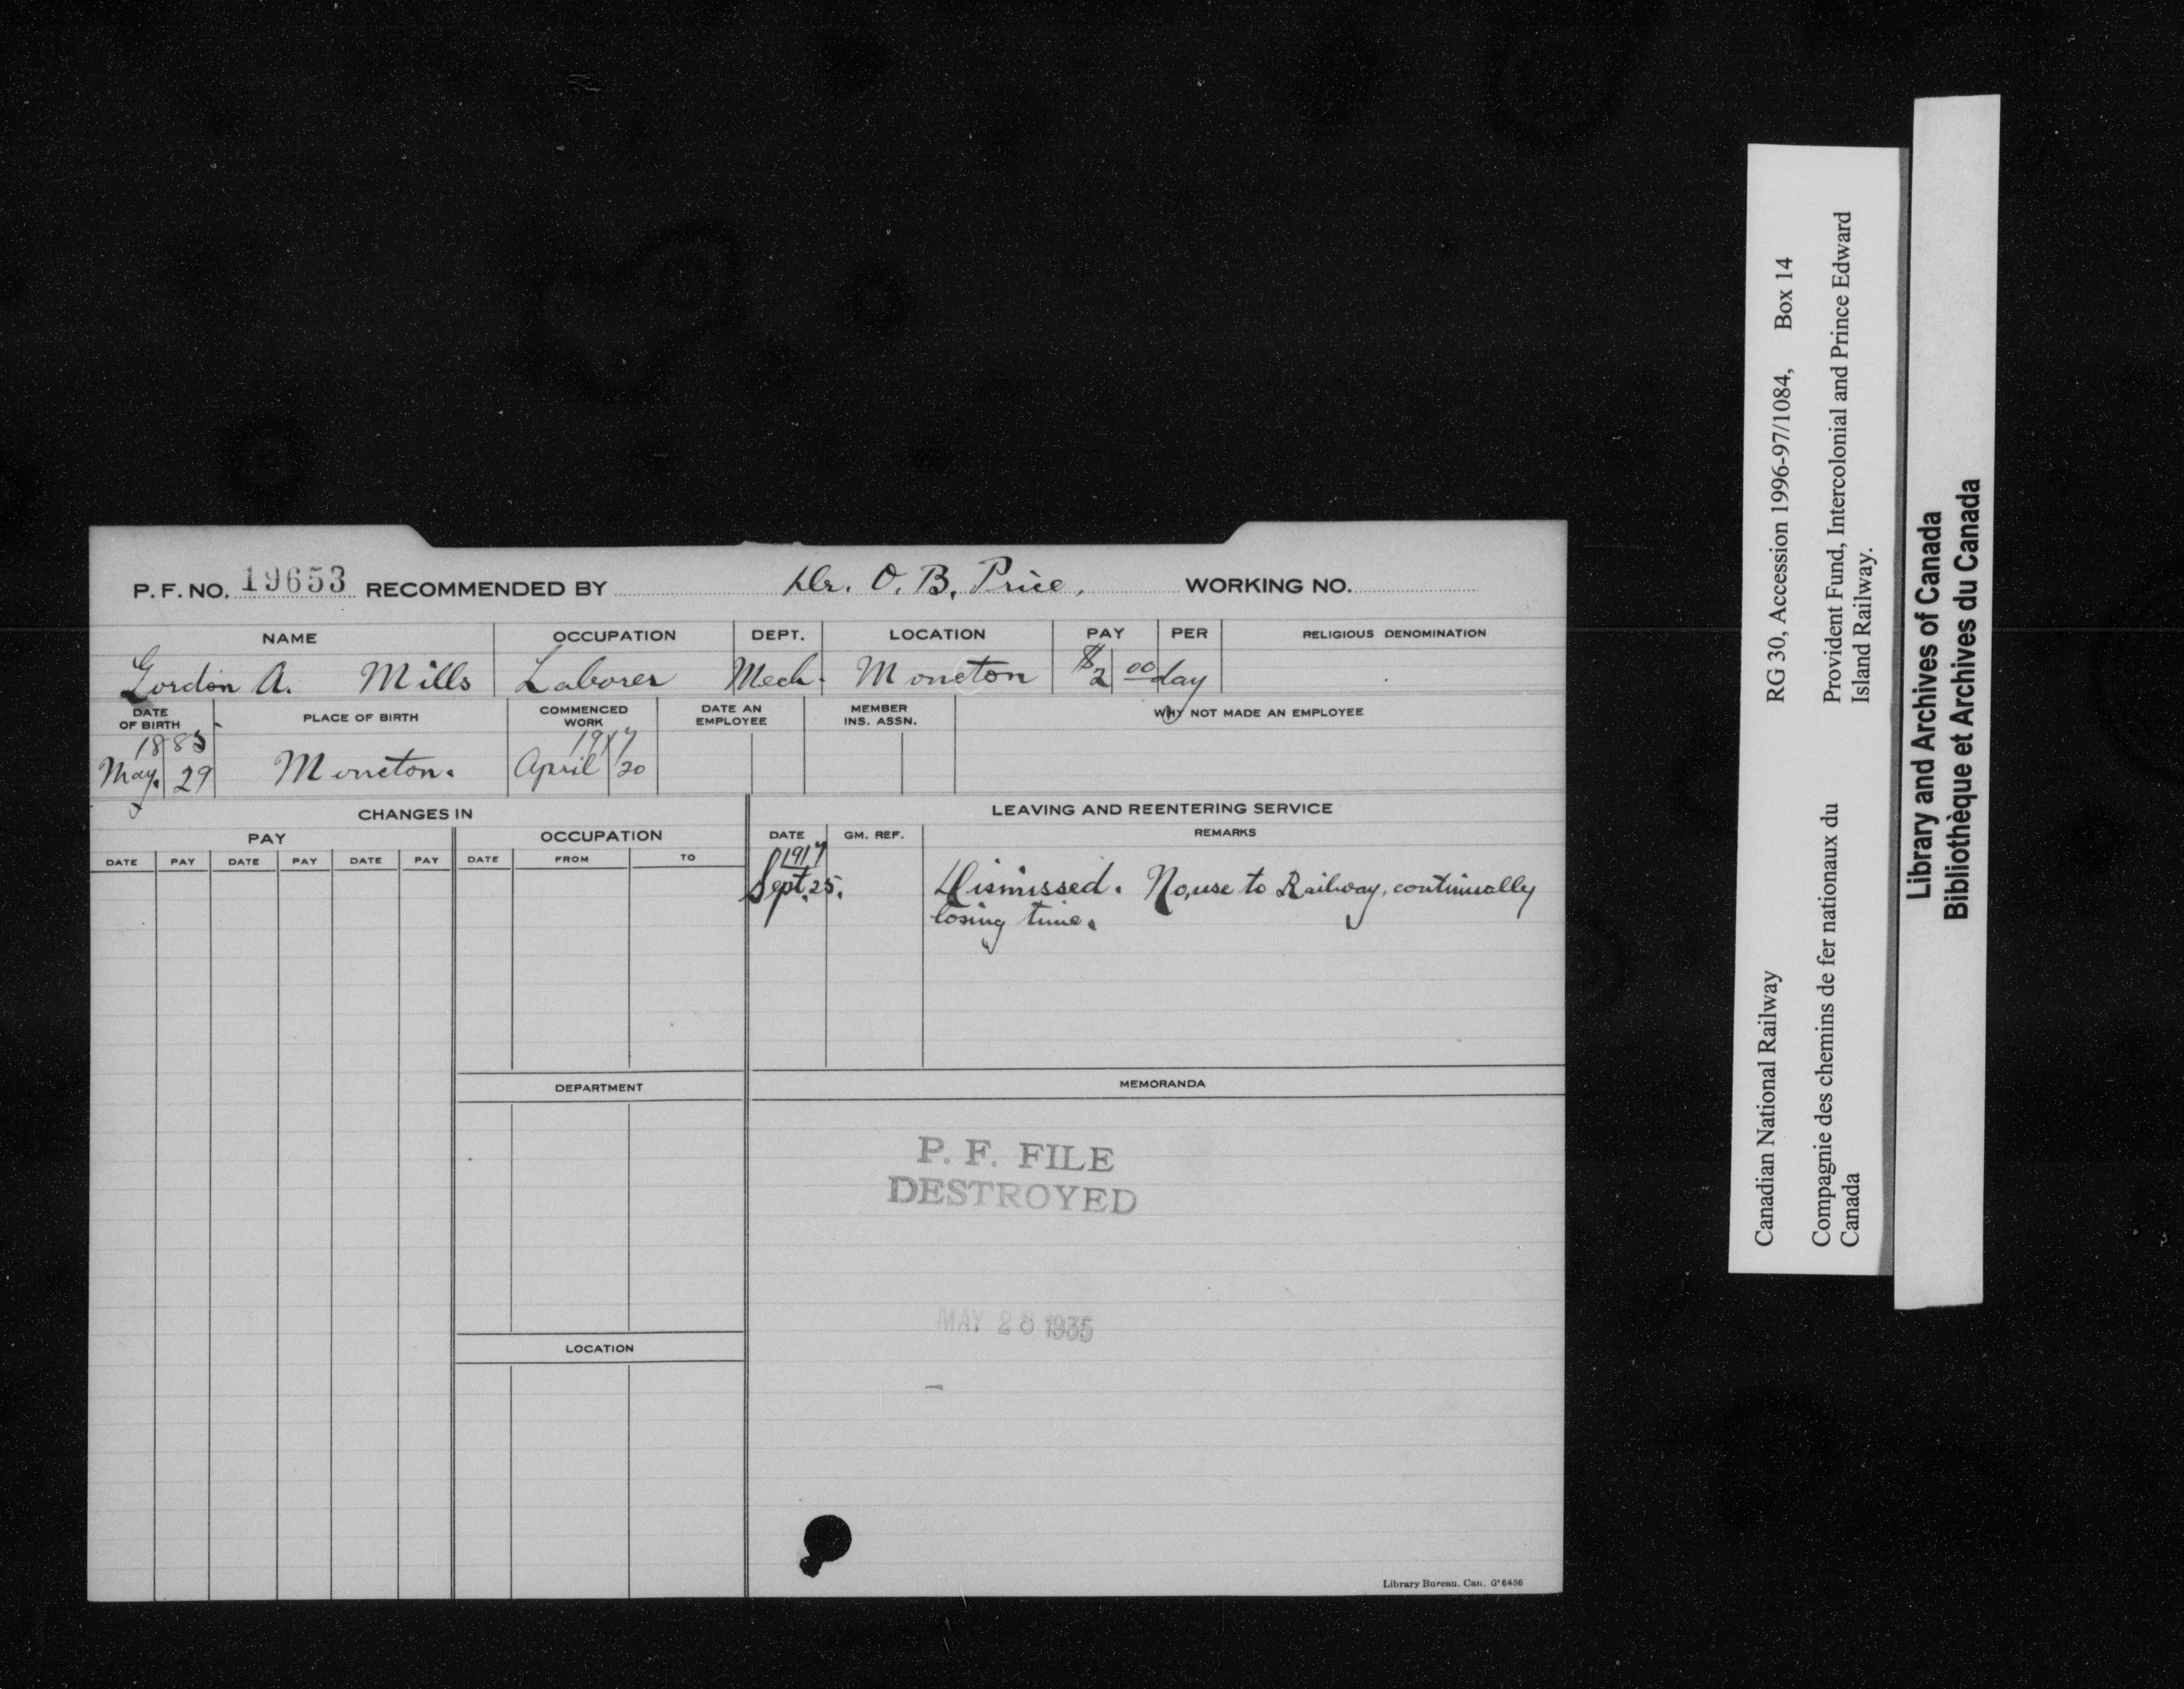 P. F. NO. 19653 RECOMMENDED BY Dr. O. B. Price. WORKING NO.
NAME OCCUPATION DEPT. LOCATION PAY PER RELIGIOUS DENOMINATION
Gordon A. Mills Laborer Mech. Moncton $2 00 day
DATE OF BIRTH PLACE OF BIRTH COMMENCED WORK DATE AN EMPLOYEE MEMBER INS. ASSN. WHY NOT MADE AN EMPLOYEE
1885 1917
May. 29 Moncton. April 20
CHANGES IN LEAVING AND REENTERING SERVICE
PAY OCCUPATION DATE GM. REF. REMARKS
DATE PAY DATE PAY DATE PAY DATE FROM TO
1917
Sept. 25. Dismissed. No use to Railway, continually
losing time.
DEPARTMENT MEMORANDA
P. F. FILE
DESTROYED
MAY 28 1935
LOCATION
Library Bureau. Can. G16436
Canadian National Railway RG 30, Accession 1996-97/1084, Box 14
Compagnie des chemins de fer nationaux du
Canada
Provident Fund, Intercolonial and Prince Edward
Island Railway.
Library and Archives of Canada
Bibliothèque et Archives du Canada